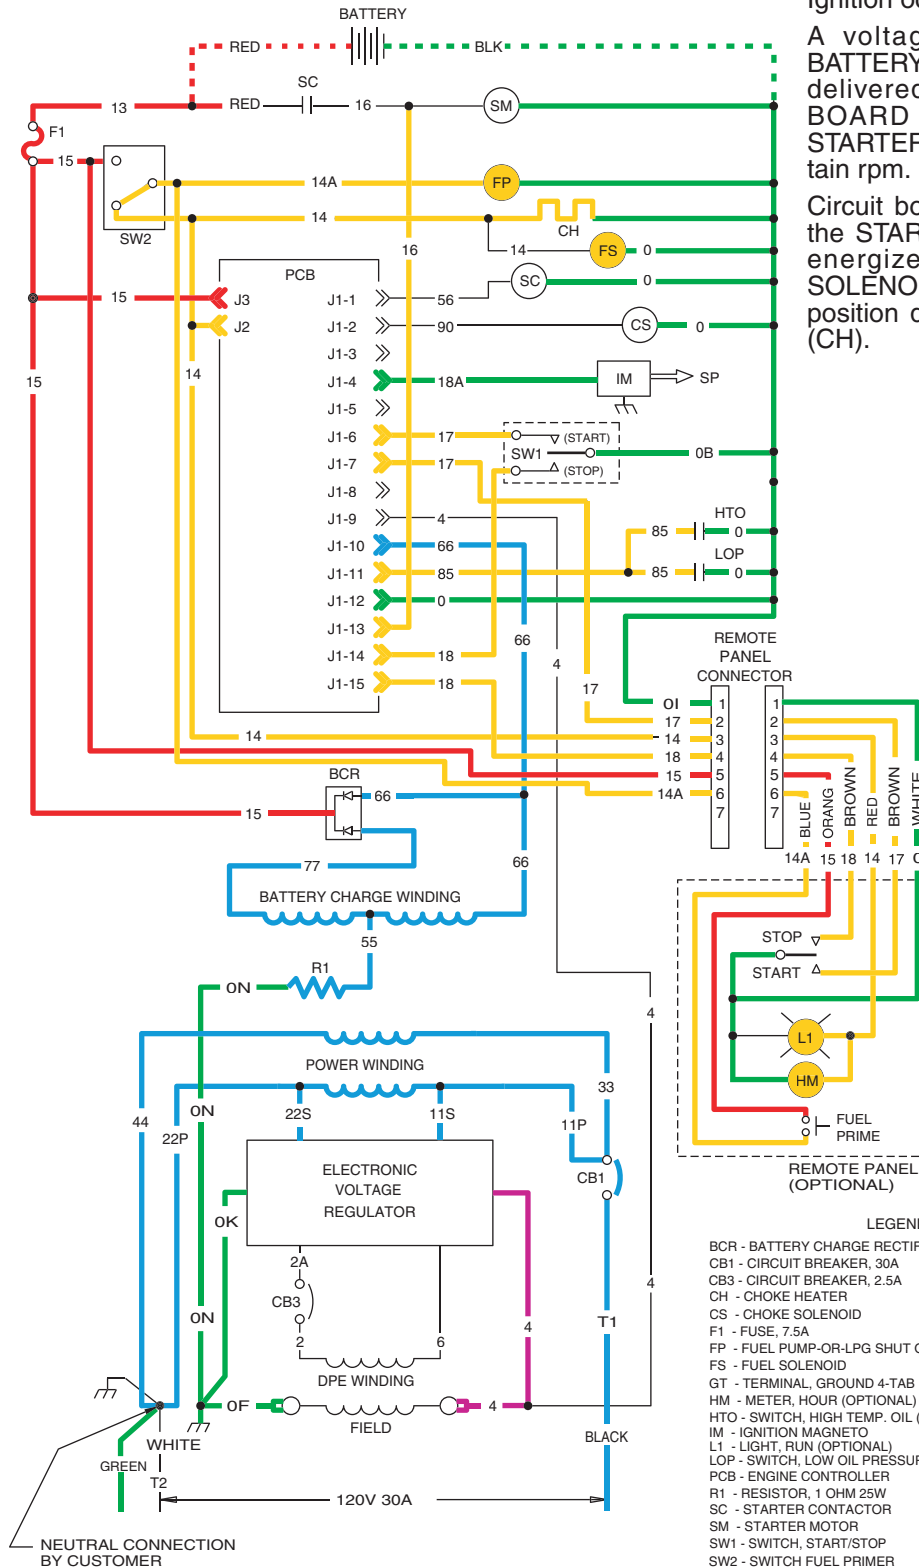 Ignition oc
A voltag
BATTERY
delivered
BOARD
STARTER
tain rpm.
Circuit bo
the STAR
energize
SOLENO
position o
(CH).
BATTERY
RED
BLK
SC
13
RED
16
SM
F1
15
14A
FP
SW2
14
CH
16
14
FS
0
PCB
SC
0
15
J3
J1-1
56
J2
J1-2
90
CS
0
J1-3
15
14
J1-4
18A
IM
SP
J1-5
J1-6
17
(START)
SW1
0B
J1-7
17
(STOP)
J1-8
J1-9
4
HTO
85
0
J1-10
66
LOP
J1-11
85
85
0
J1-12
0
J1-13
66
REMOTE
PANEL
CONNECTOR
J1-14
18
4
J1-15
18
17
OI
1
1
17
2
2
14
14
3
3
18
4
4
15
5
5
14A
6
6
7
7
BCR
66
15
BLUE
ORANG
BROWN
RED
BROWN
WHITE
14A
15
18
14
17
0
77
66
BATTERY CHARGE WINDING
55
STOP
START
R1
0N
4
4
L1
POWER WINDING
HM
33
44
22P
0N
22S
11S
11P
FUEL
PRIME
ELECTRONIC
VOLTAGE
REGULATOR
CB1
REMOTE PANEL
(OPTIONAL)
0K
2A
4
CB3
0N
2
6
4
T1
DPE WINDING
0F
4
FIELD
WHITE
BLACK
GREEN
T2
120V 30A
NEUTRAL CONNECTION
BY CUSTOMER
LEGEN
BCR - BATTERY CHARGE RECTIF
CB1 - CIRCUIT BREAKER, 30A
CB3 - CIRCUIT BREAKER, 2.5A
CH - CHOKE HEATER
CS - CHOKE SOLENOID
F1 - FUSE, 7.5A
FP - FUEL PUMP-OR-LPG SHUT O
FS - FUEL SOLENOID
GT - TERMINAL, GROUND 4-TAB
HM - METER, HOUR (OPTIONAL)
HTO - SWITCH, HIGH TEMP. OIL (
IM - IGNITION MAGNETO
L1 - LIGHT, RUN (OPTIONAL)
LOP - SWITCH, LOW OIL PRESSUR
PCB - ENGINE CONTROLLER
R1 - RESISTOR, 1 OHM 25W
SC - STARTER CONTACTOR
SM - STARTER MOTOR
SW1 - SWITCH, START/STOP
SW2 - SWITCH FUEL PRIMER